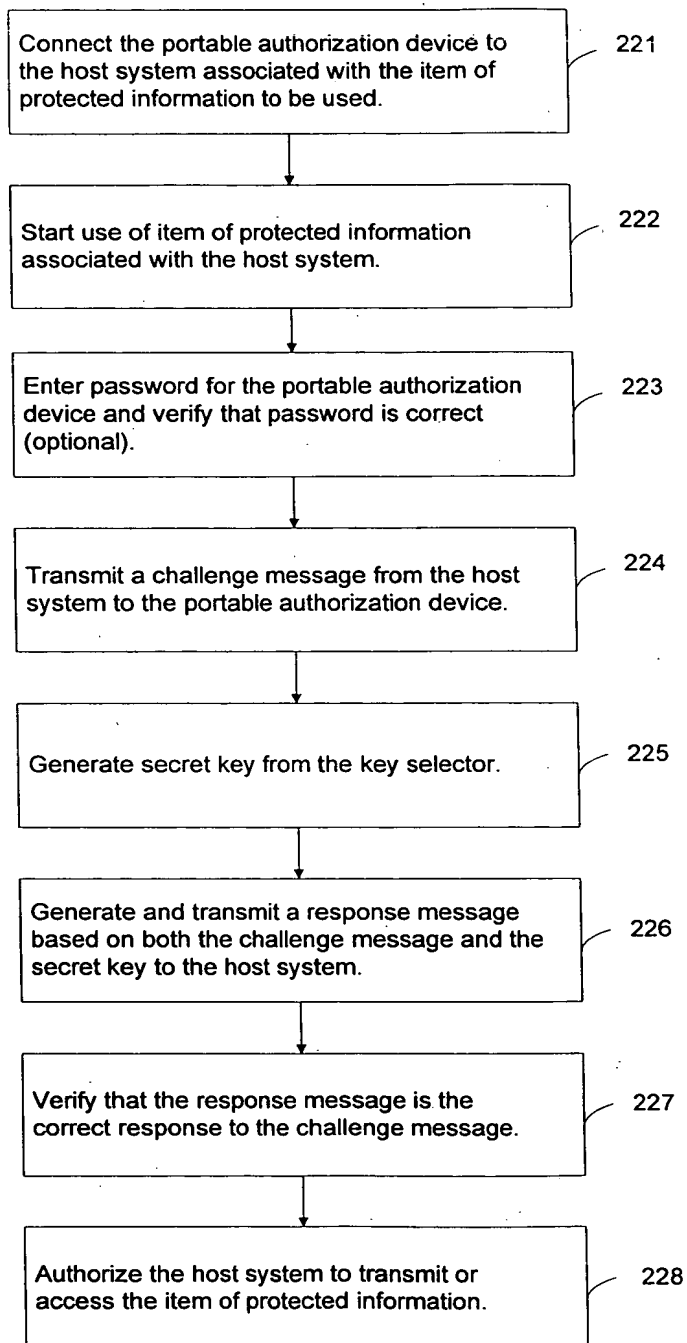 Connect the portable authorization device to
the host system associated with the item of
protected information to be used.
221
Start use of item of protected information
associated with the host system.
222
Enter password for the portable authorization
device and verify that password is correct
(optional).
223
Transmit a challenge message from the host
system to the portable authorization device.
224
Generate secret key from the key selector.
225
Generate and transmit a response message
based on both the challenge message and the
secret key to the host system.
226
Verify that the response message is the
correct response to the challenge message.
227
Authorize the host system to transmit or
access the item of protected information.
228